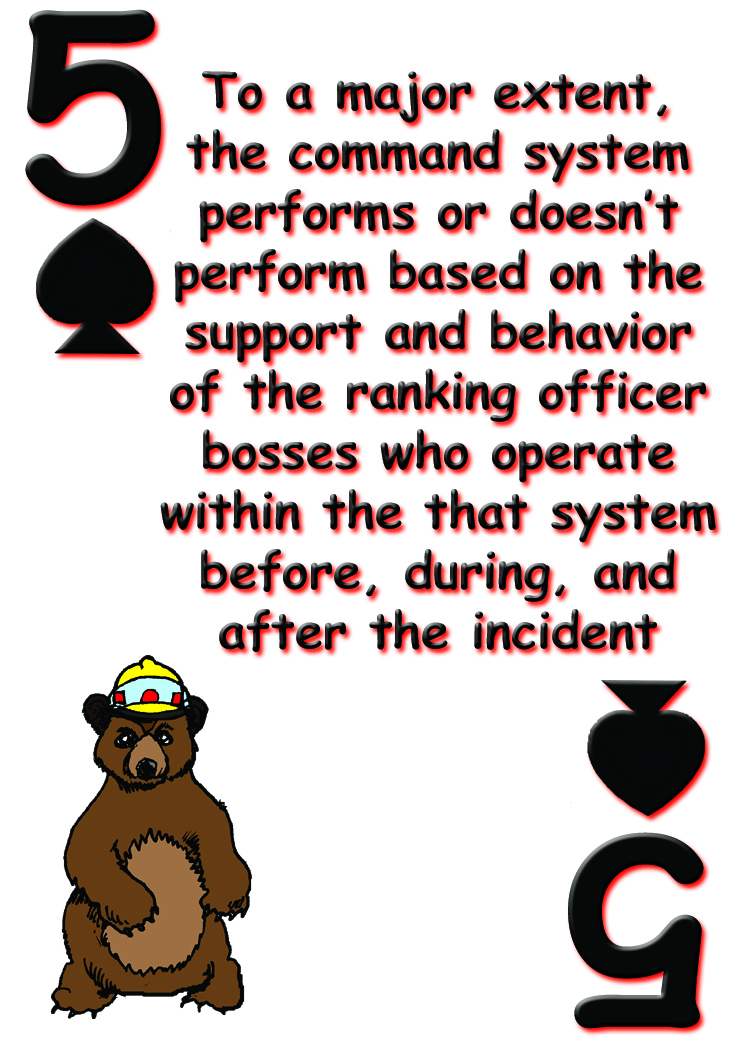 5
To a major extent,
the command system
performs or doesn't
perform based on the
support and behavior
of the ranking officer
bosses who operate
within the that system
before, during, and
after the incident
5